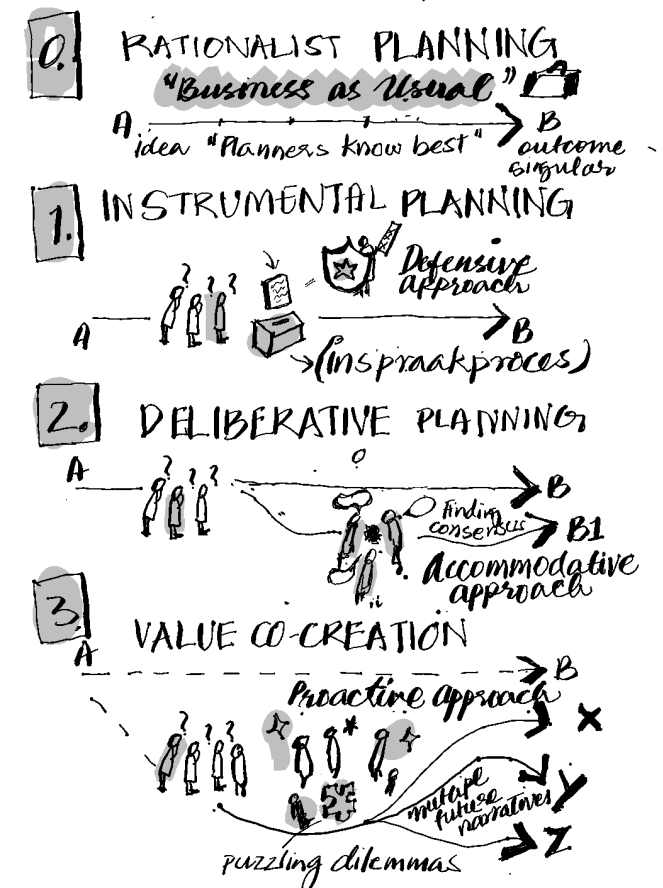 0. RATIONALIST PLANNING
"Business as Usual"
A B
idea "Planners know best" outcome
singular
1. INSTRUMENTAL PLANNING
? ? ?
Defensive
approach
A B
(inspraakproces)
2. DELIBERATIVE PLANNING
A ? ? ? B
Finding
consensus B1
Accommodative
approach
3. VALUE CO-CREATION
A B
Proactive approach
X
? ? ? ?
multiple
future
narratives Y
Z
puzzling dilemmas